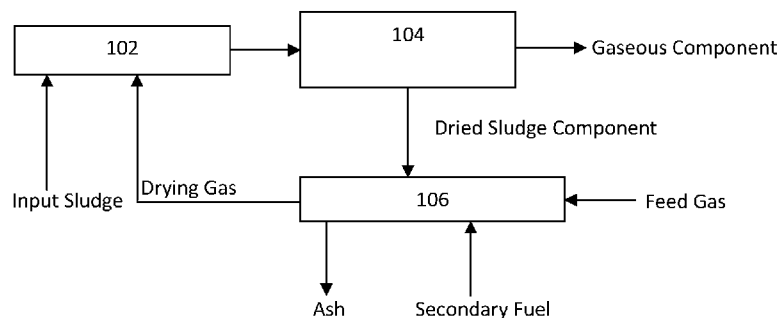 102
104
Gaseous Component
Dried Sludge Component
Input Sludge
Drying Gas
106
Feed Gas
Ash
Secondary Fuel